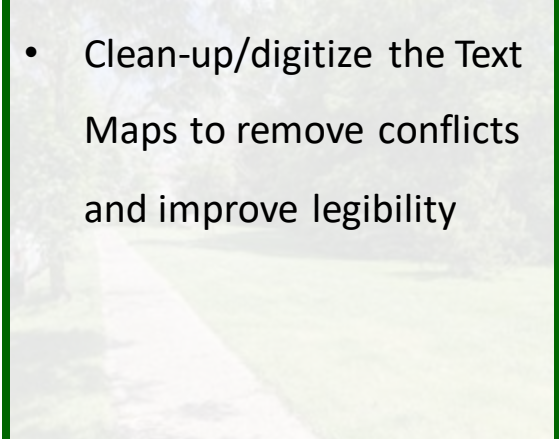 • Clean-up/digitize the Text
Maps to remove conflicts
and improve legibility